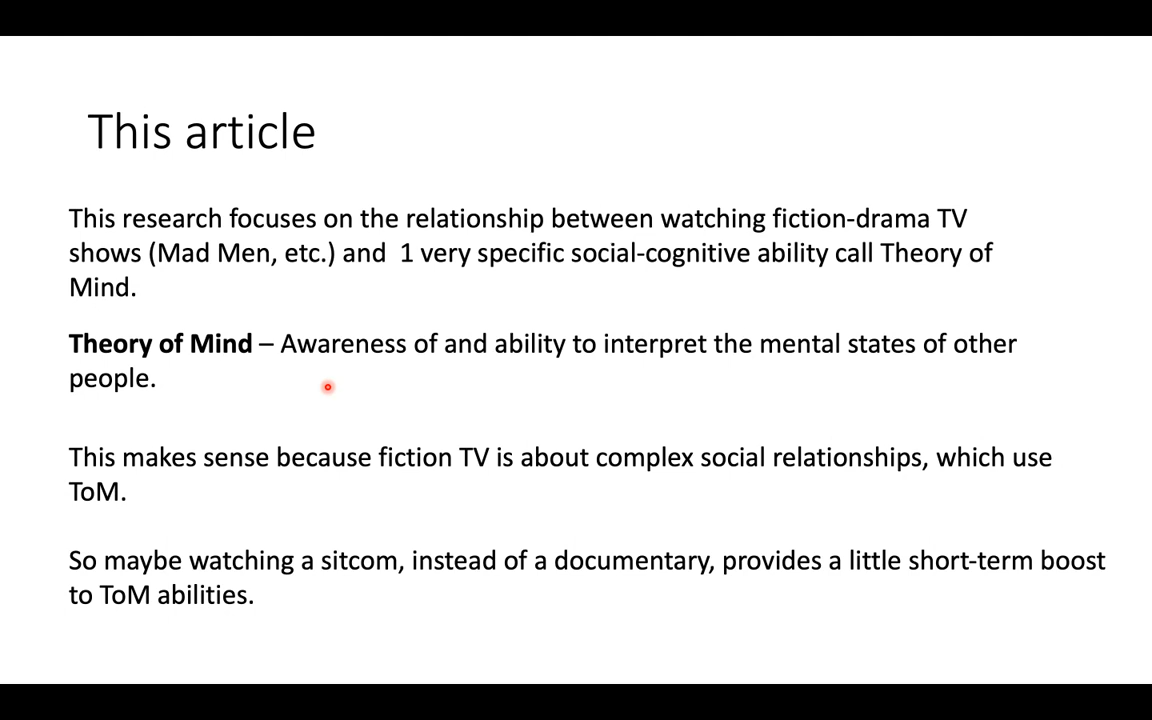 This article
This research focuses on the relationship between watching fiction-drama TV
shows (Mad Men, etc.) and  1 very specific social-cognitive ability call Theory of
Mind.
Theory of Mind – Awareness of and ability to interpret the mental states of other
people.
This makes sense because fiction TV is about complex social relationships, which use
ToM.
So maybe watching a sitcom, instead of a documentary, provides a little short-term boost
to ToM abilities.